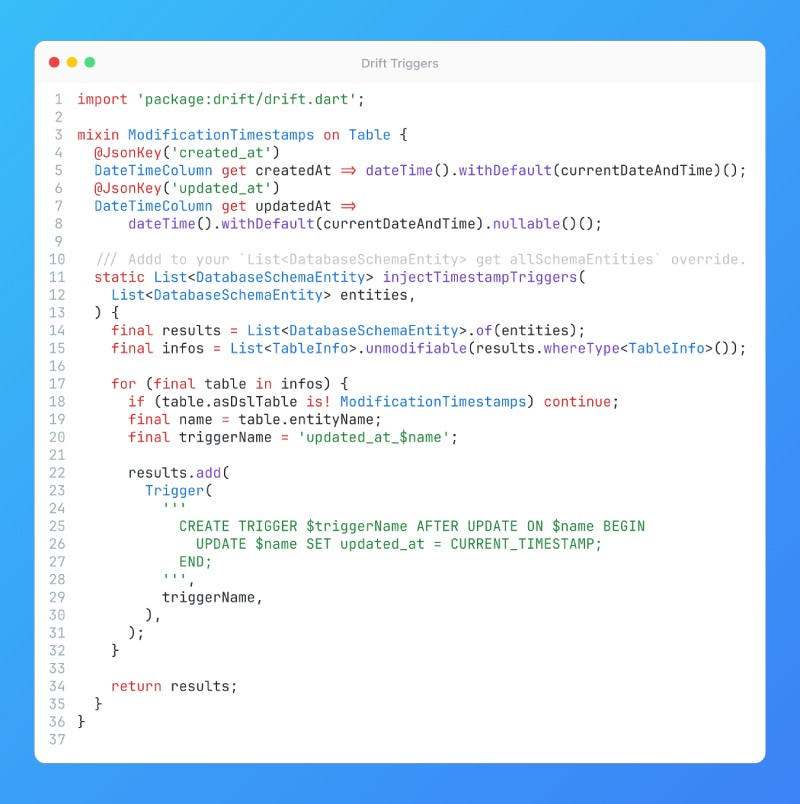 Drift Triggers
1 import 'package:drift/drift.dart';
2
3 mixin ModificationTimestamps on Table {
4   @JsonKey('created_at')
5   DateTimeColumn get createdAt => dateTime().withDefault(currentDateAndTime)();
6   @JsonKey('updated_at')
7   DateTimeColumn get updatedAt =>
8       dateTime().withDefault(currentDateAndTime).nullable()();
9
10   /// Addd to your `List<DatabaseSchemaEntity> get allSchemaEntities` override.
11   static List<DatabaseSchemaEntity> injectTimestampTriggers(
12     List<DatabaseSchemaEntity> entities,
13   ) {
14     final results = List<DatabaseSchemaEntity>.of(entities);
15     final infos = List<TableInfo>.unmodifiable(results.whereType<TableInfo>());
16
17     for (final table in infos) {
18       if (table.asDslTable is! ModificationTimestamps) continue;
19       final name = table.entityName;
20       final triggerName = 'updated_at_$name';
21
22       results.add(
23         Trigger(
24           '''
25             CREATE TRIGGER $triggerName AFTER UPDATE ON $name BEGIN
26               UPDATE $name SET updated_at = CURRENT_TIMESTAMP;
27             END;
28           ''',
29           triggerName,
30         ),
31       );
32     }
33
34     return results;
35   }
36 }
37